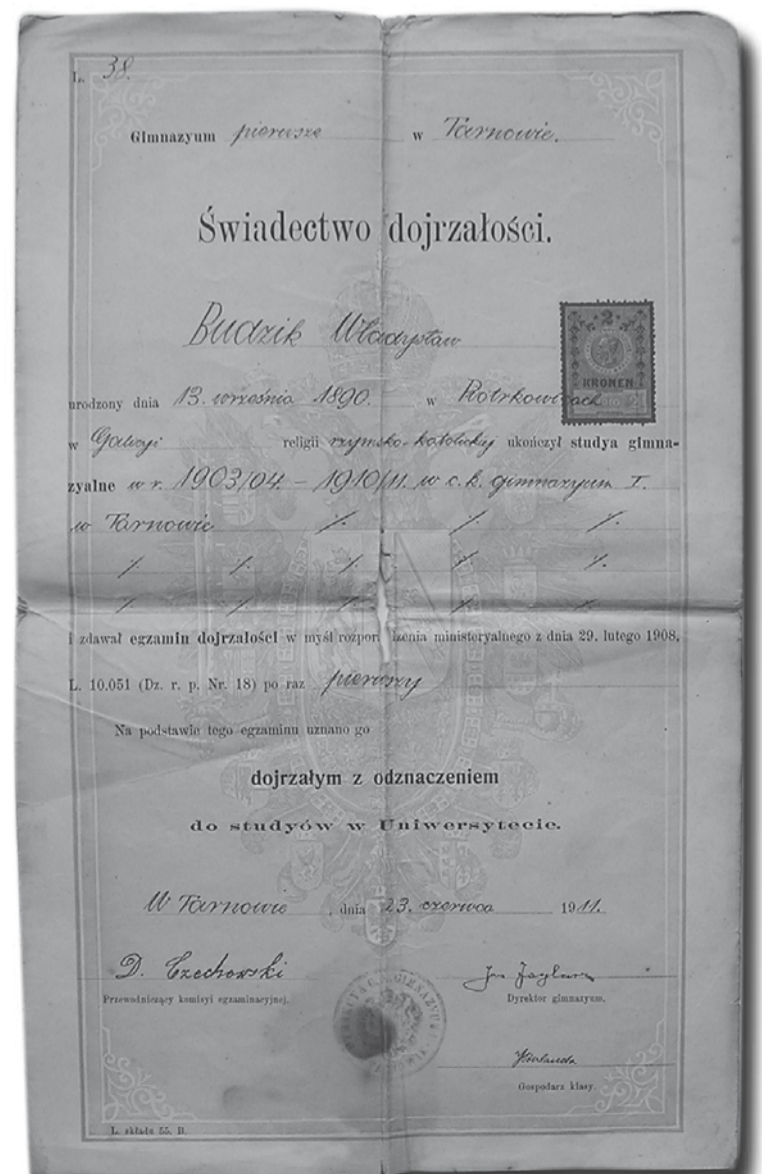 L. 38.
Gimnazyum pierwsze w Tarnowie.
Świadectwo dojrzałości.
Budzik Władysław
2
KRONEN
urodzony dnia 13. września 1890. w Piotrkowicach
w Galicyi religii rzymsko-katolickiej ukończył studya gimna-
zyalne w r. 1903/04. – 1910/11. w c. k. gimnazyum I.
w Tarnowie ·/. ·/. ·/.
·/. ·/. ·/. ·/. ·/.
·/. ·/. ·/. ·/. ·/.
i zdawał egzamin dojrzałości w myśl rozporządzenia ministeryalnego z dnia 29. lutego 1908.
L. 10.051 (Dz. r. p. Nr. 18) po raz pierwszy
Na podstawie tego egzaminu uznano go
dojrzałym z odznaczeniem
do studyów w Uniwersytecie.
W Tarnowie, dnia 23. czerwca 1911.
D. Czechowski
Przewodniczący komisyi egzaminacyjnej.
Dyrektor gimnazyum.
Gospodarz klasy.
L. składu 55. B.